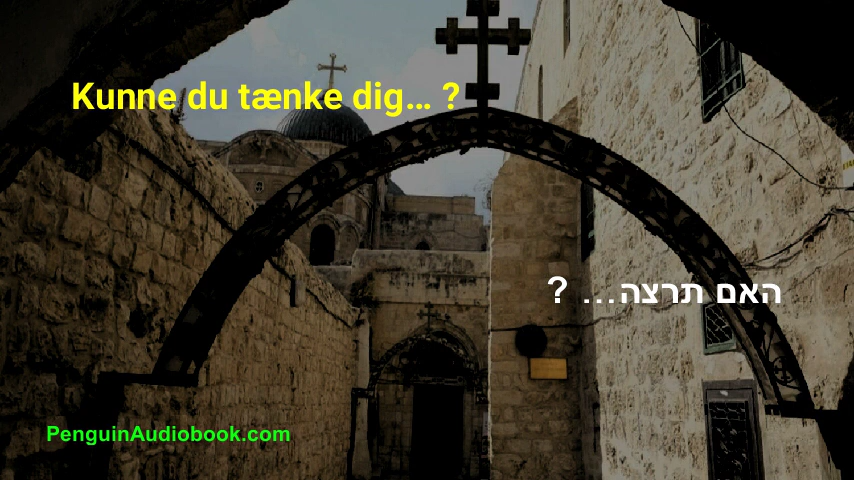 Kunne du tænke dig... ?
האם תרצה... ?
PenguinAudiobook.com